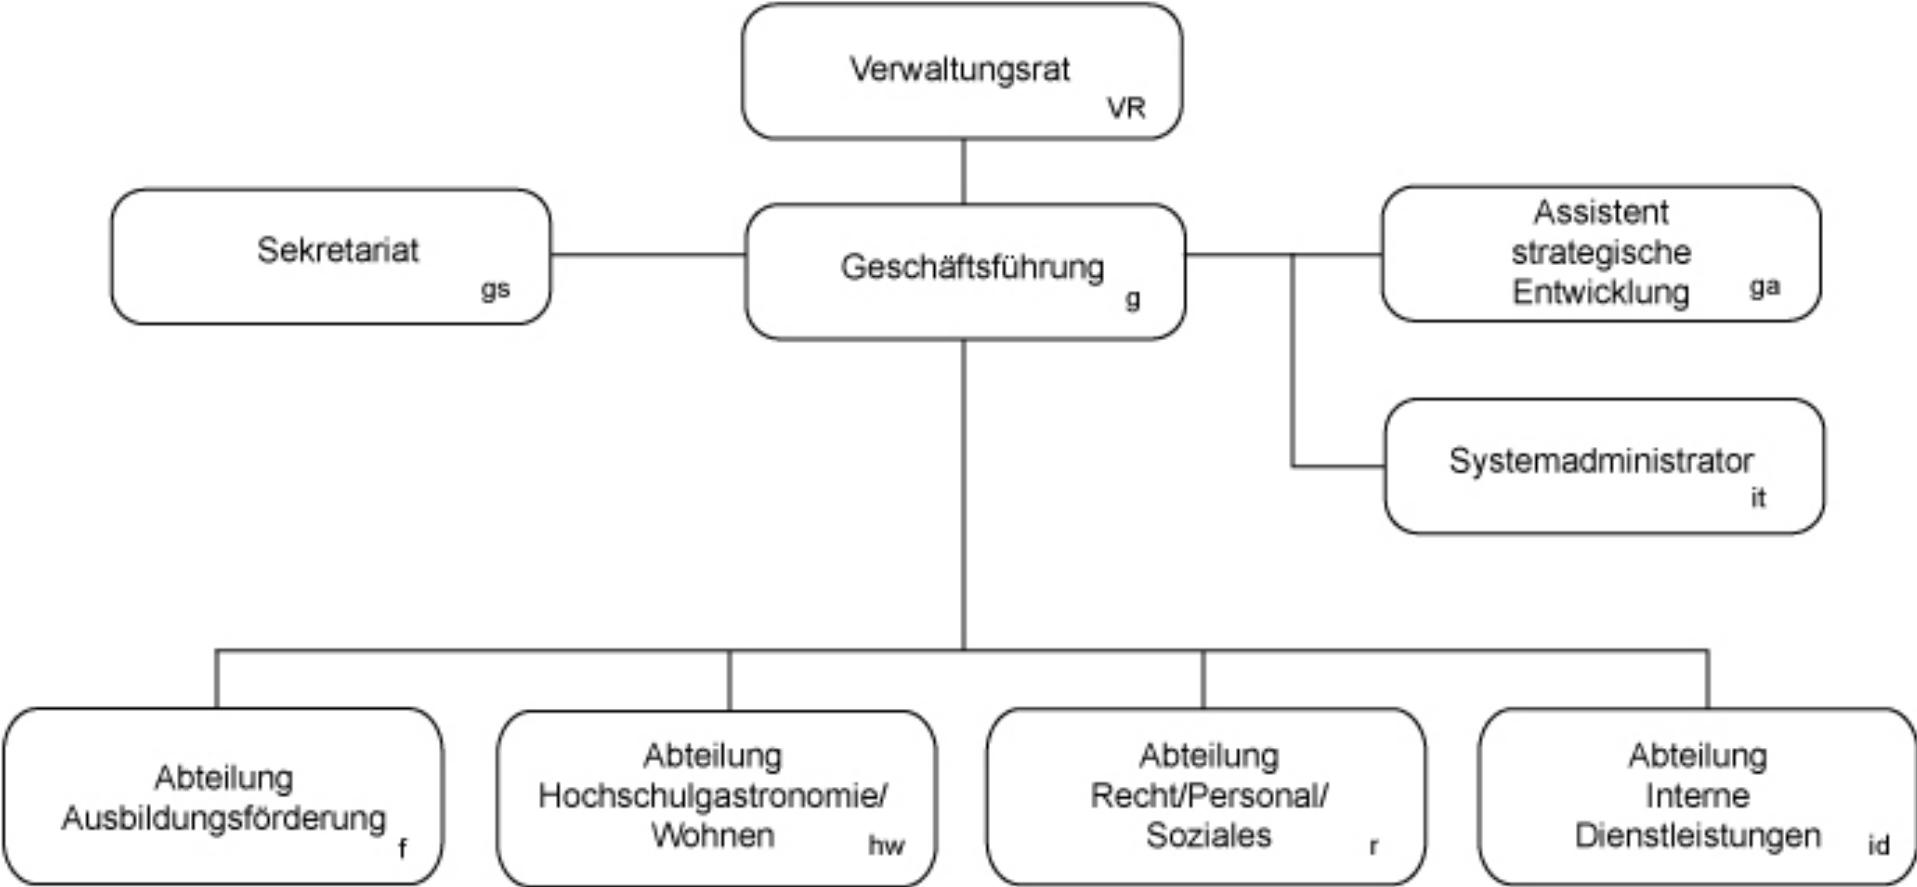 Verwaltungsrat
VR
Sekretariat
gs
Geschäftsführung
g
Assistent
strategische
Entwicklung
ga
Systemadministrator
it
Abteilung
Ausbildungsförderung
f
Abteilung
Hochschulgastronomie/
Wohnen
hw
Abteilung
Recht/Personal/
Soziales
r
Abteilung
Interne
Dienstleistungen
id